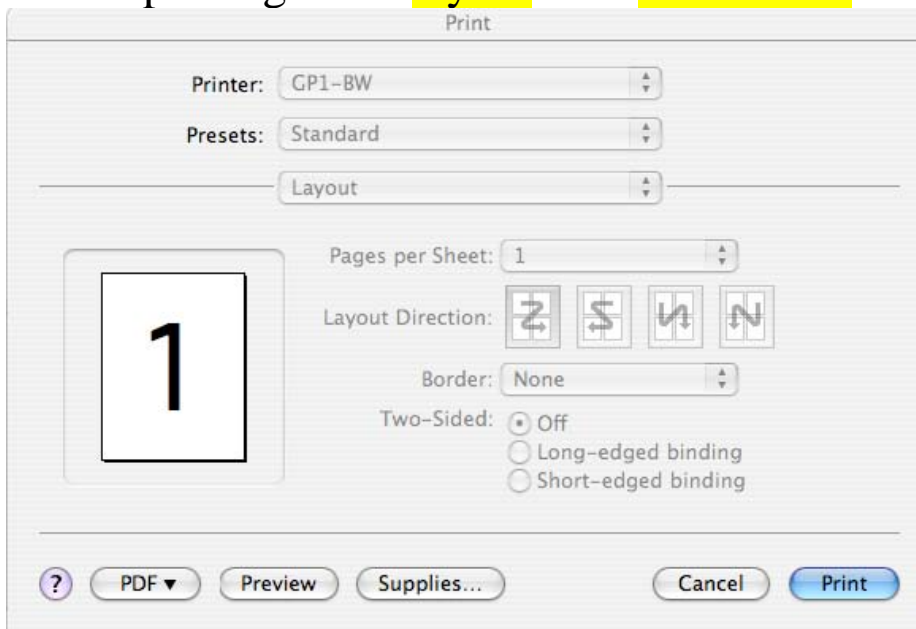 Print
Printer: GP1-BW
Presets: Standard
Layout
Pages per Sheet: 1
1
Layout Direction:
Border: None
Two-Sided: Off
Long-edged binding
Short-edged binding
? PDF ▼ Preview Supplies... Cancel Print